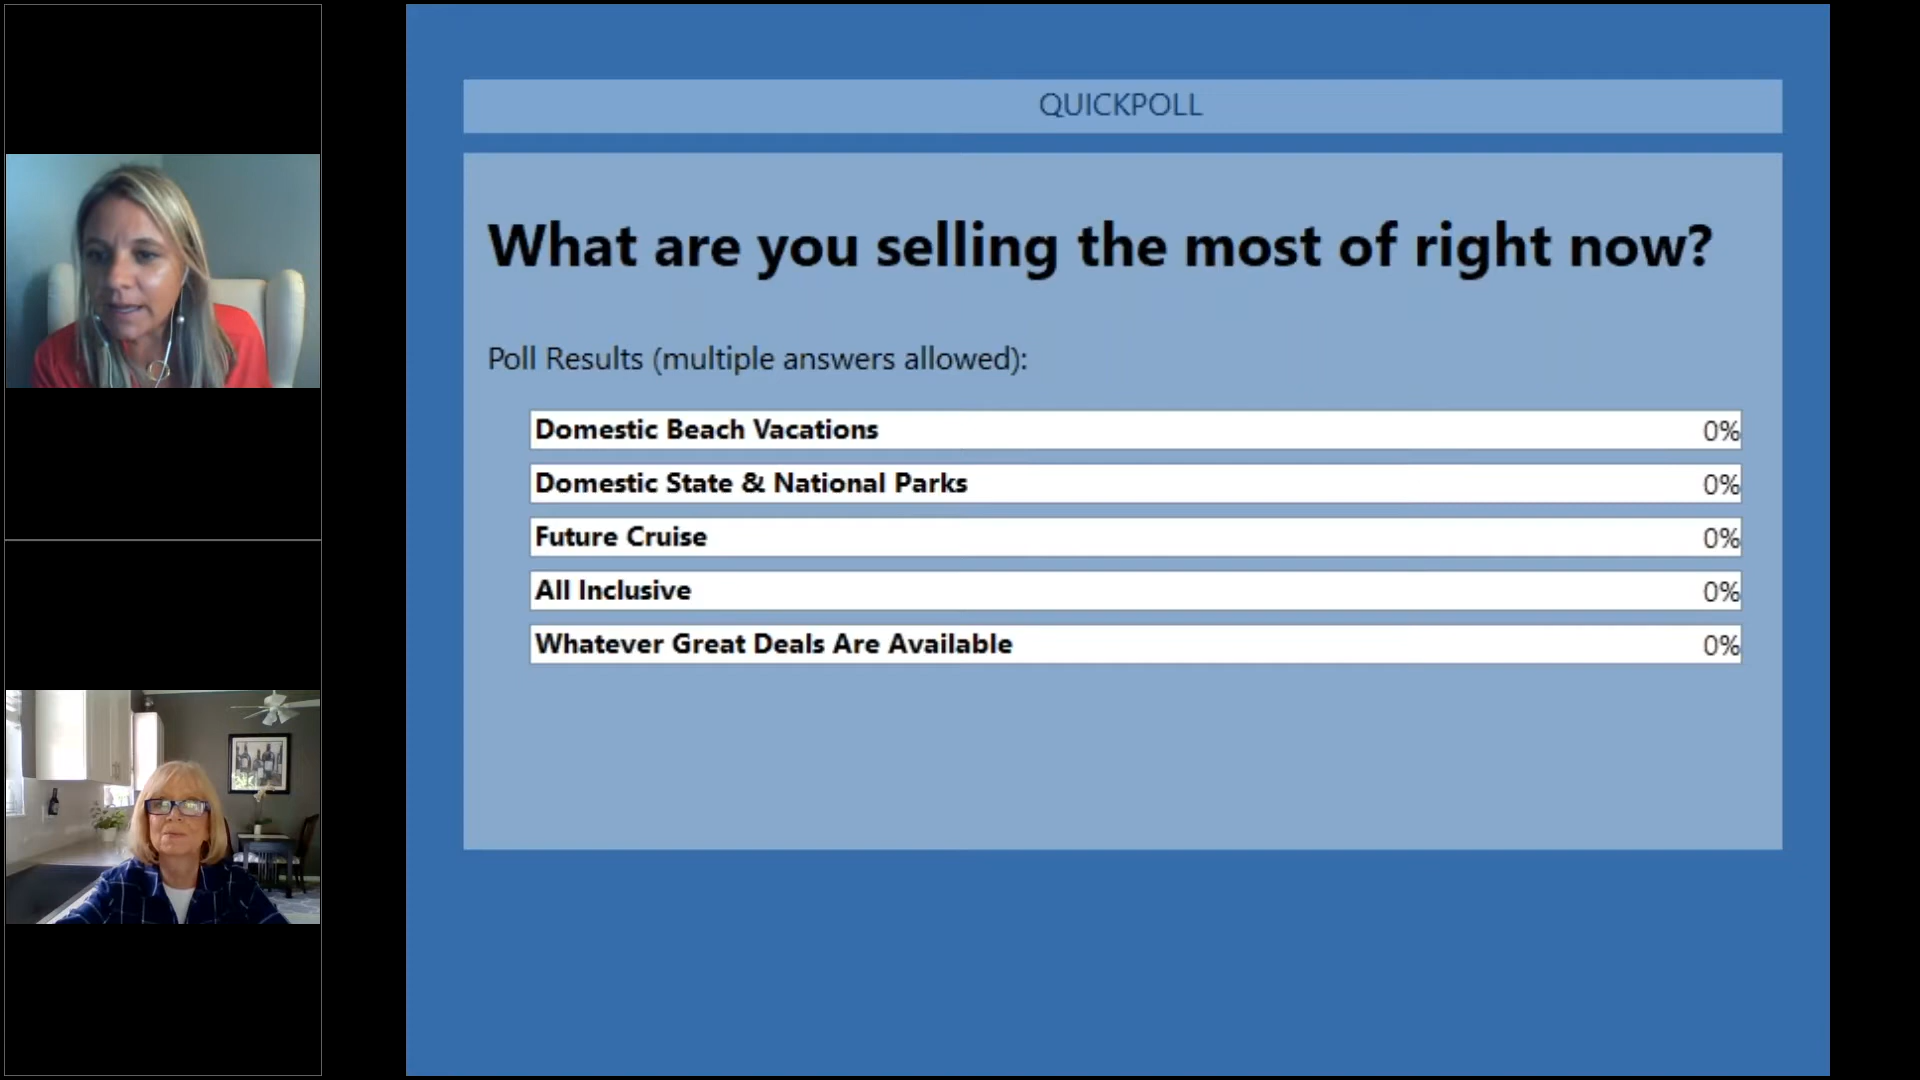 QUICKPOLL
What are you selling the most of right now?
Poll Results (multiple answers allowed):
Domestic Beach Vacations 0%
Domestic State & National Parks 0%
Future Cruise 0%
All Inclusive 0%
Whatever Great Deals Are Available 0%